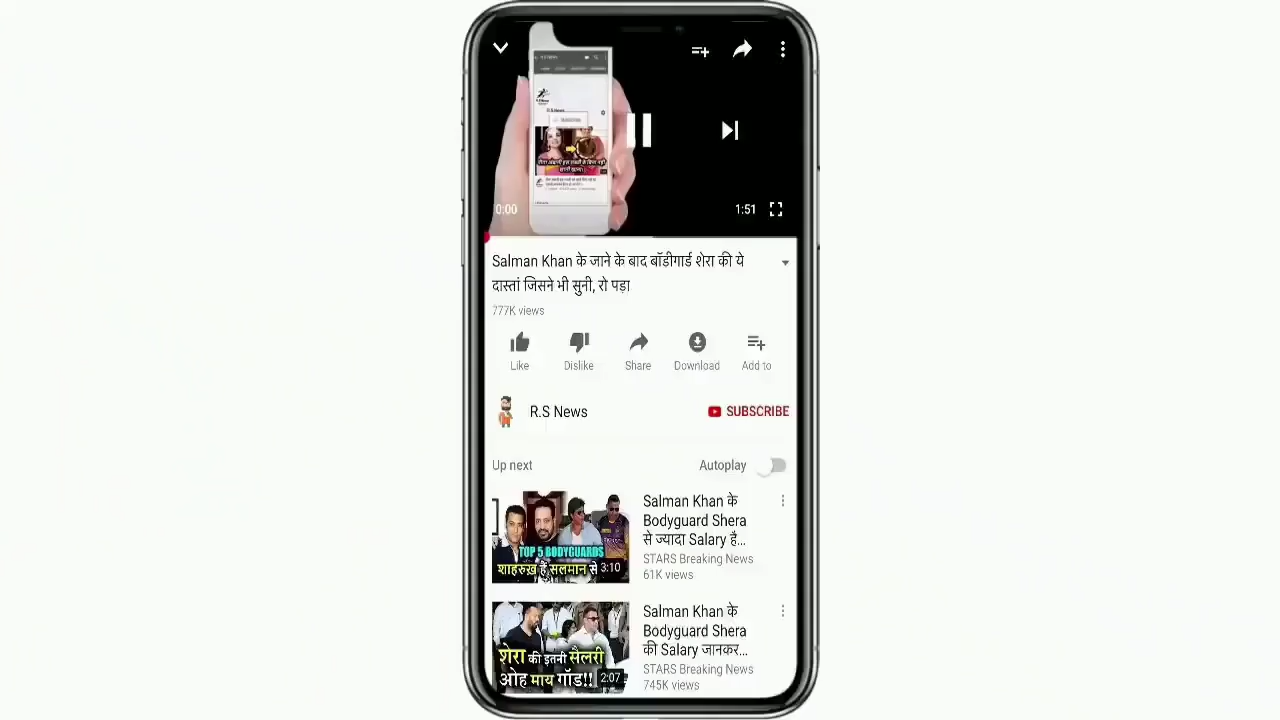 R.S News
0:00
1:51
Salman Khan के जाने के बाद बॉडीगार्ड शेरा की ये
दास्तां जिसने भी सुनी, रो पड़ा
777K views
Like
Dislike
Share
Download
Add to
R.S News
SUBSCRIBE
Up next
Autoplay
TOP 5 BODYGUARDS
शाहरुख़ हैं सलमान से
3:10
Salman Khan के
Bodyguard Shera
से ज्यादा Salary है...
STARS Breaking News
61K views
शेरा की इतनी सैलरी
ओह माय गॉड!!
2:07
Salman Khan के
Bodyguard Shera
की Salary जानकर...
STARS Breaking News
745K views